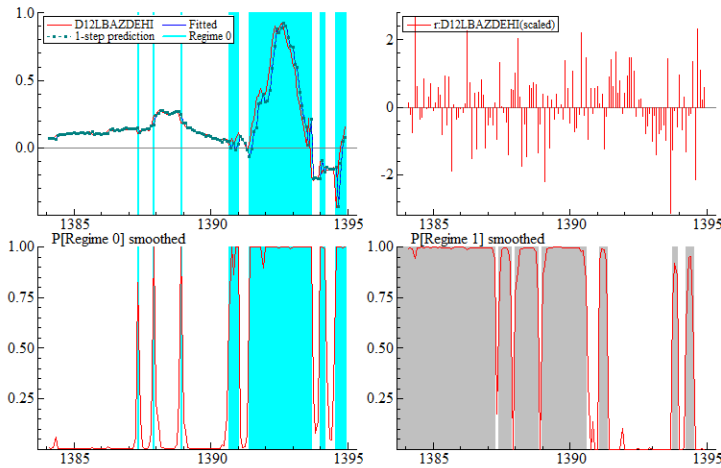 D12LBAZDEHI Fitted
1-step prediction Regime 0
1.0
0.5
0.0
1385 1390 1395
r:D12LBAZDEHI(scaled)
2
0
-2
1385 1390 1395
P[Regime 0] smoothed
1.00
0.75
0.50
0.25
1385 1390 1395
P[Regime 1] smoothed
1.00
0.75
0.50
0.25
1385 1390 1395